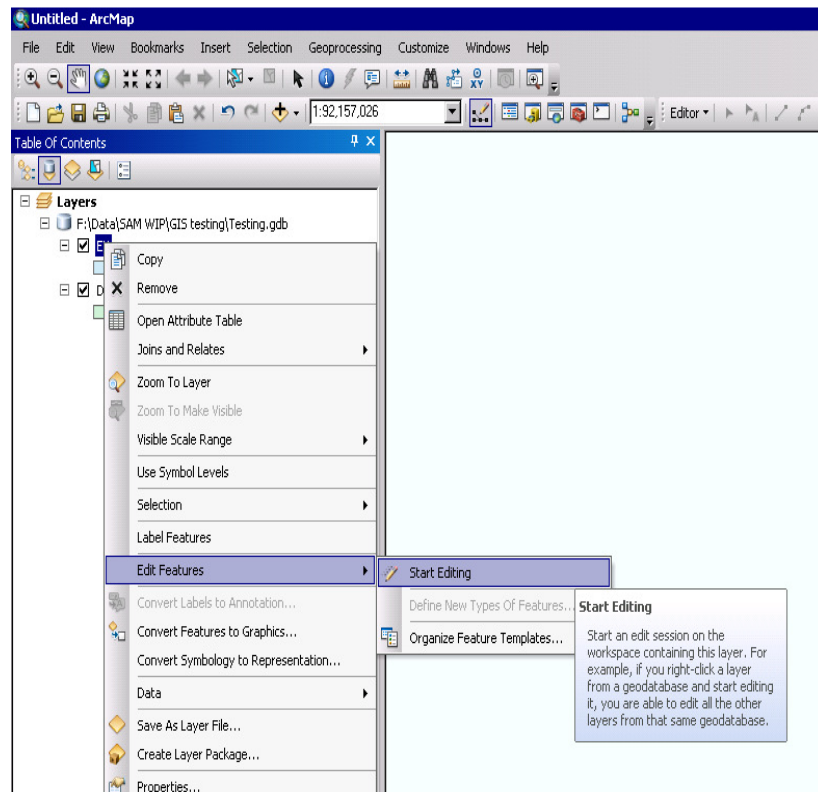 Untitled - ArcMap
File Edit View Bookmarks Insert Selection Geoprocessing Customize Windows Help
1:92,157,026
Editor
Table Of Contents
Layers
F:\Data\SAM WIP\GIS testing\Testing.gdb
Copy
D
Remove
Open Attribute Table
Joins and Relates
Zoom To Layer
Zoom To Make Visible
Visible Scale Range
Use Symbol Levels
Selection
Label Features
Edit Features
Start Editing
Convert Labels to Annotation...
Define New Types Of Features...
Start Editing
Convert Features to Graphics...
Organize Feature Templates...
Start an edit session on the
workspace containing this layer. For
example, if you right-click a layer
from a geodatabase and start editing
it, you are able to edit all the other
layers from that same geodatabase.
Convert Symbology to Representation...
Data
Save As Layer File...
Create Layer Package...
Properties...